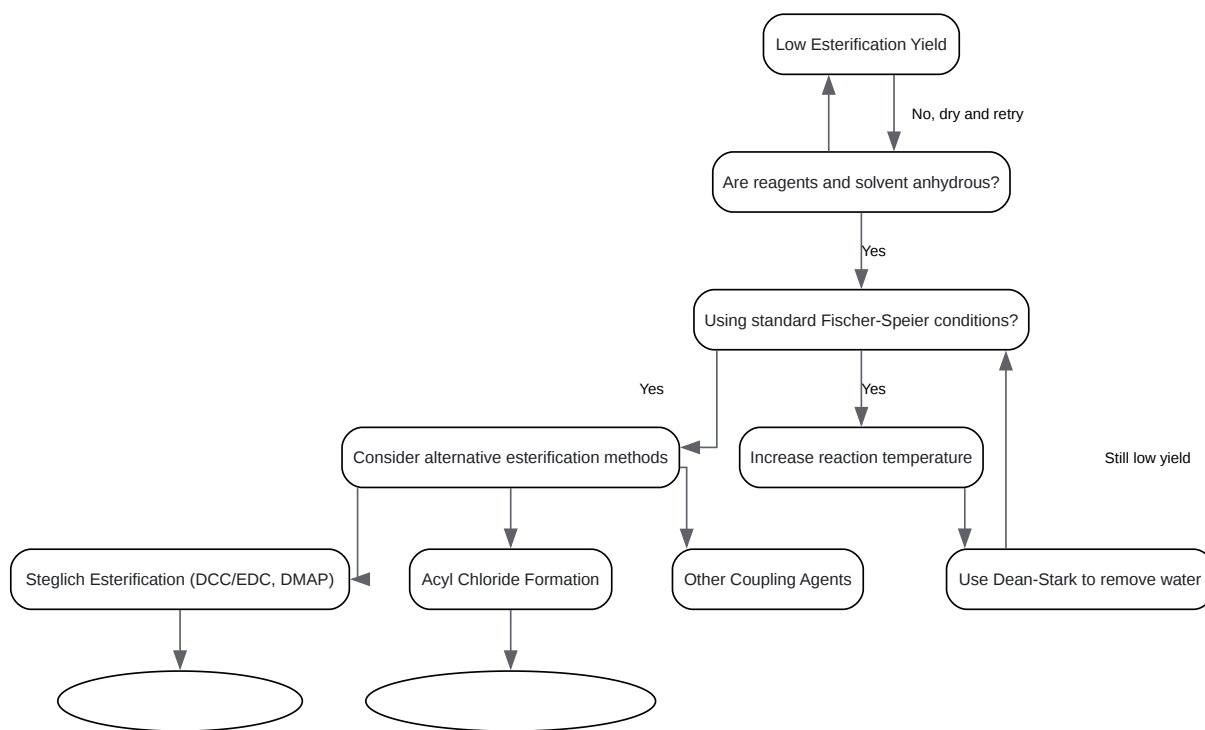 Low Esterification Yield
No, dry and retry
Are reagents and solvent anhydrous?
Yes
Using standard Fischer-Speier conditions?
Yes
Yes
Consider alternative esterification methods
Increase reaction temperature
Still low yield
Steglich Esterification (DCC/EDC, DMAP)
Acyl Chloride Formation
Other Coupling Agents
Use Dean-Stark to remove water